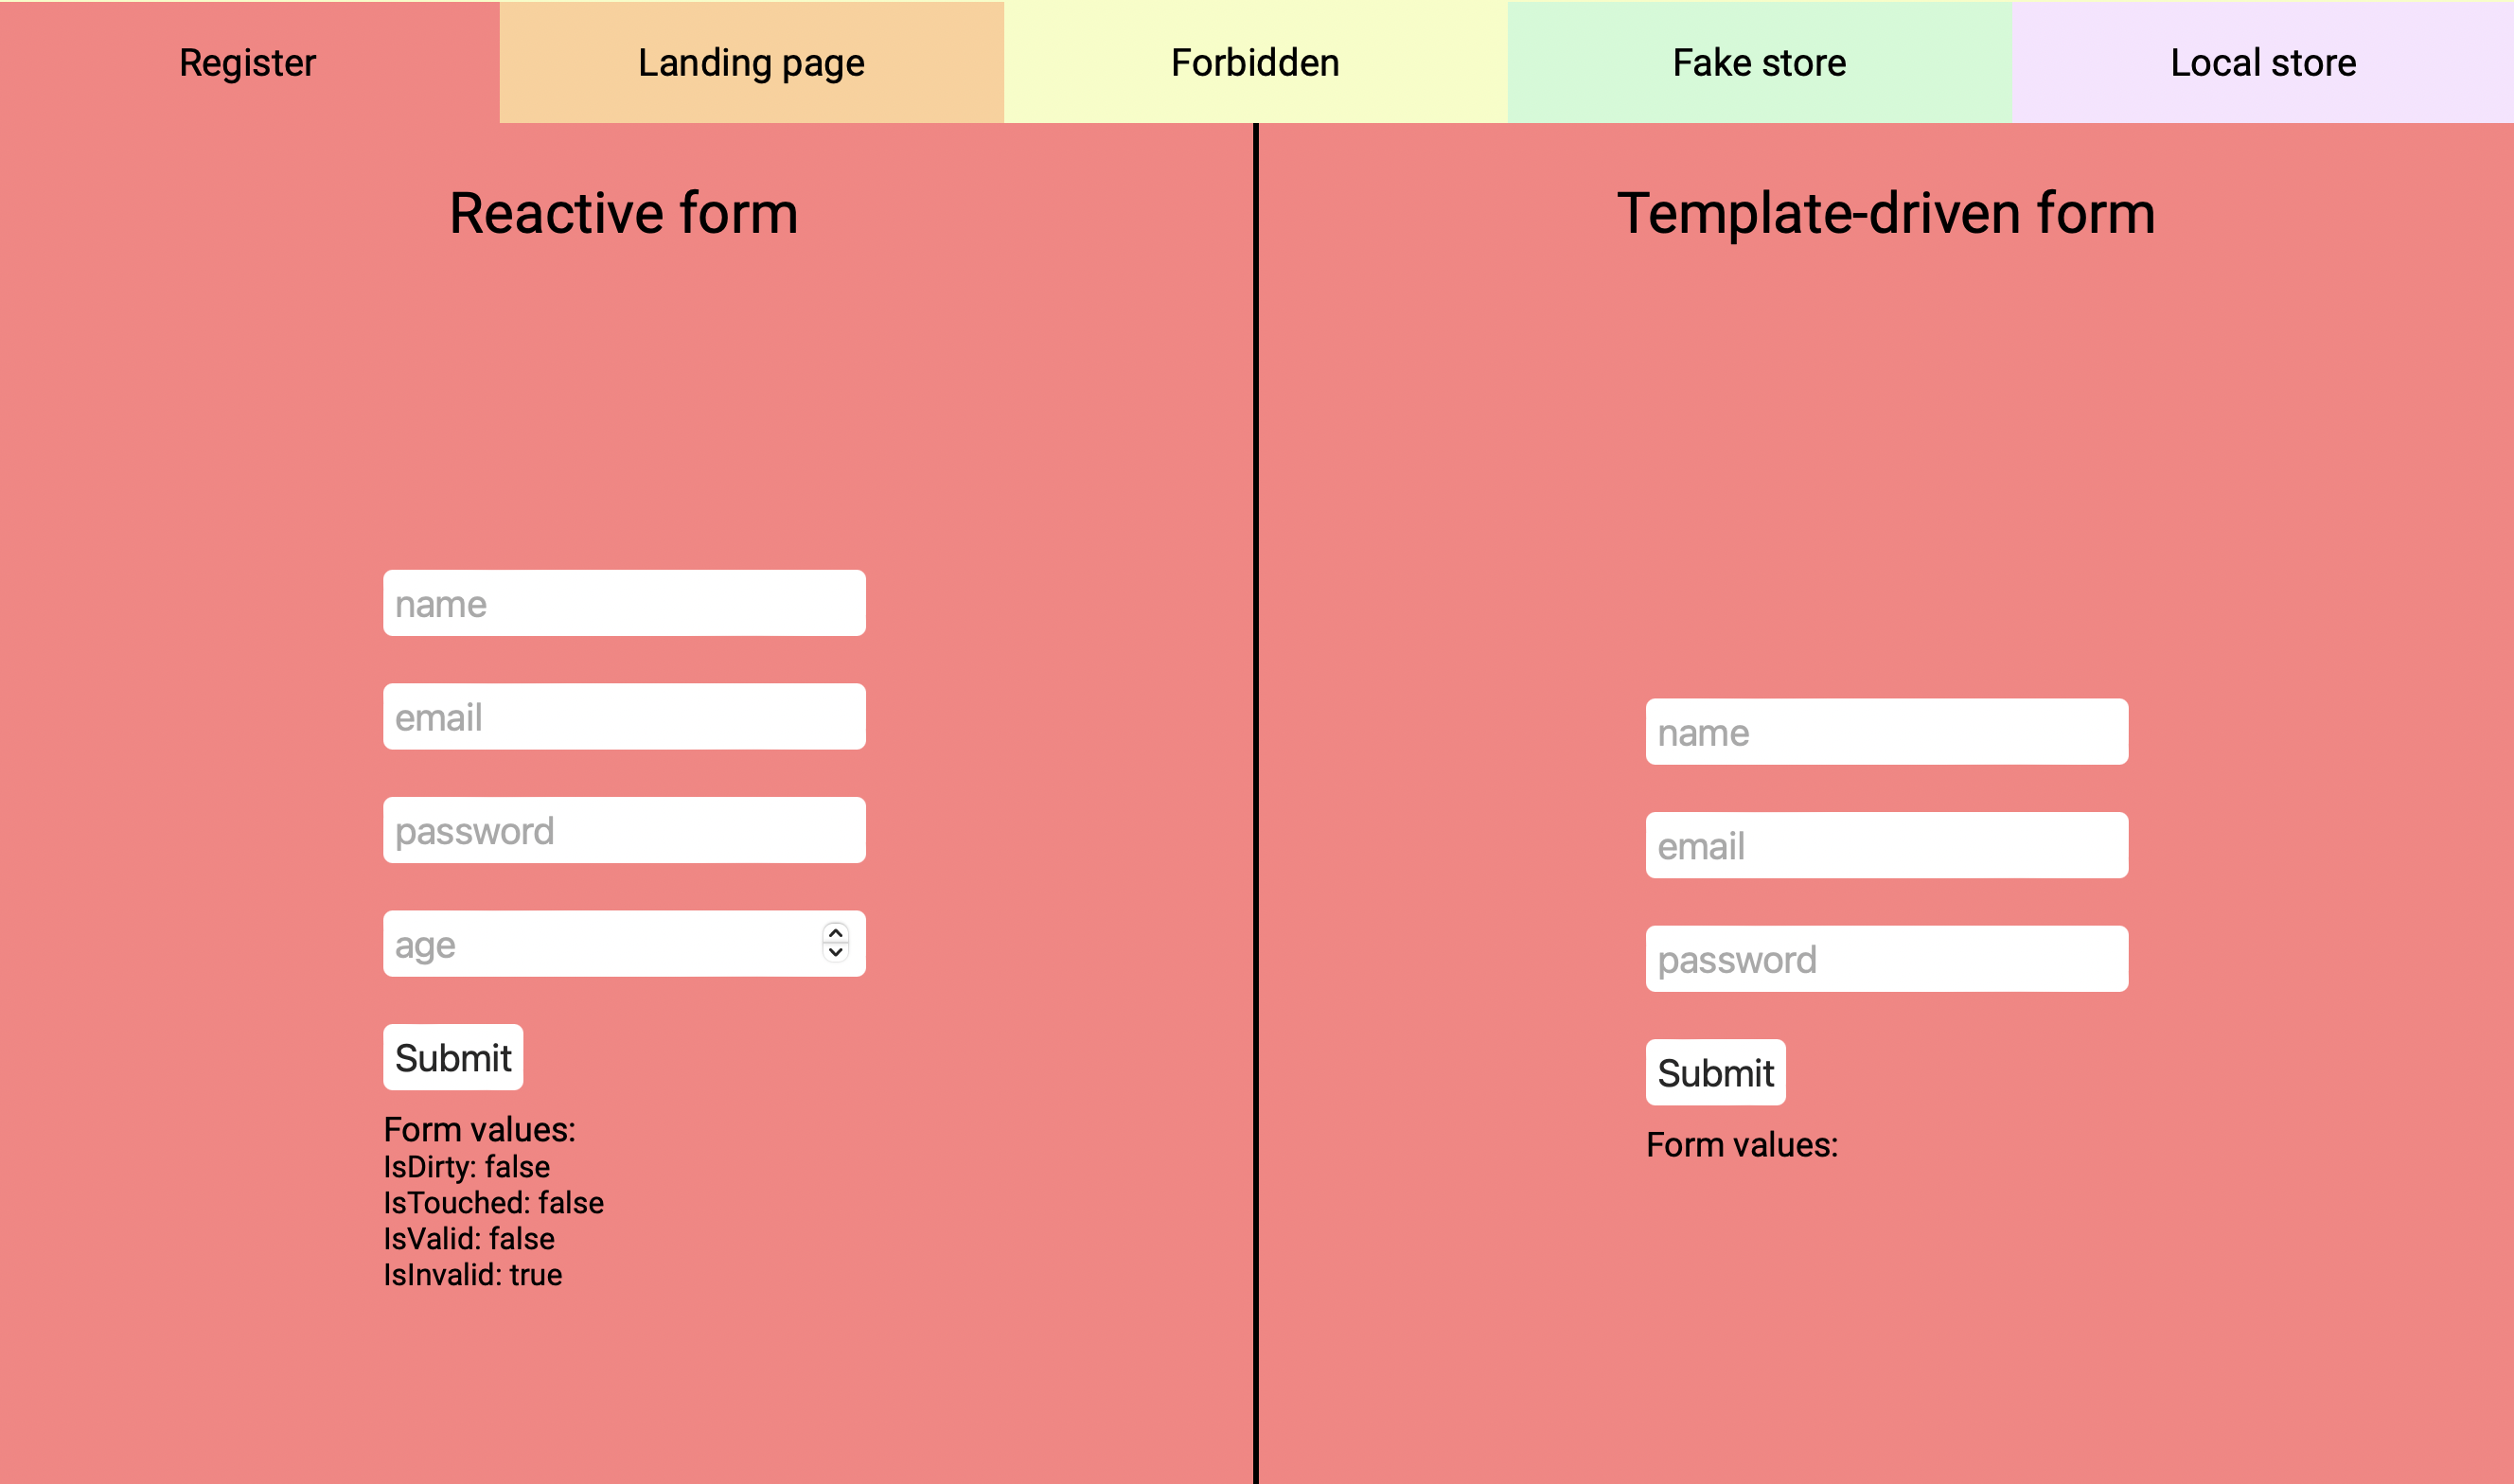 Register
Landing page
Forbidden
Fake store
Local store
Reactive form
name
email
password
age
Submit
Form values:
IsDirty: false
IsTouched: false
IsValid: false
IsInvalid: true
Template-driven form
name
email
password
Submit
Form values: